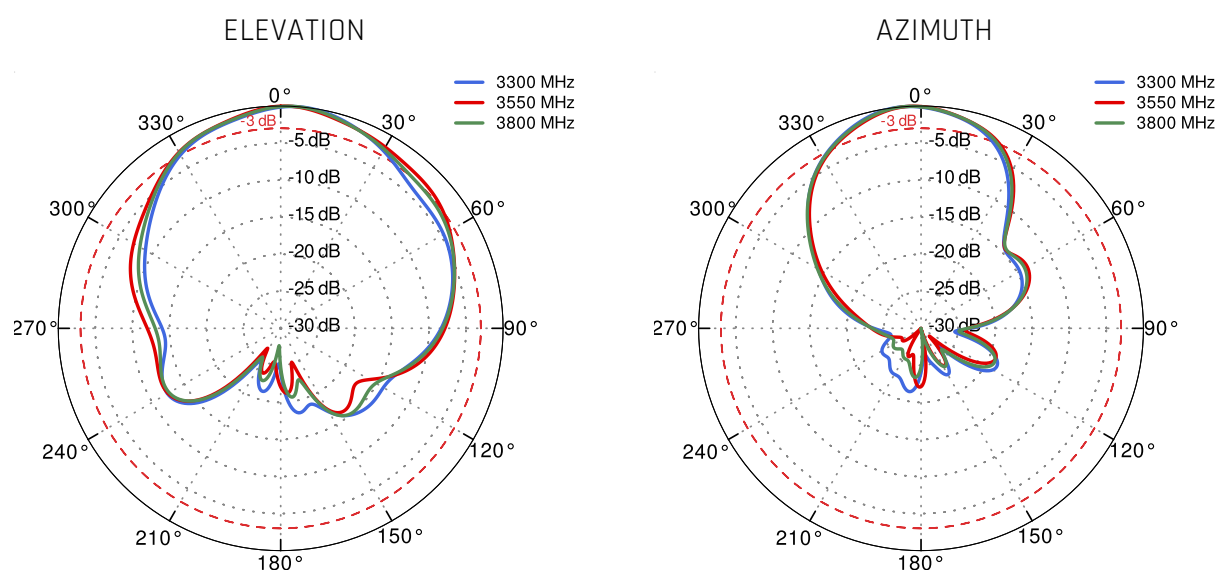 ELEVATION
3300 MHz
3550 MHz
3800 MHz
0°
-3 dB
330°
30°
-5 dB
-10 dB
300°
60°
-15 dB
-20 dB
-25 dB
270°
-30 dB
90°
240°
120°
210°
150°
180°
AZIMUTH
3300 MHz
3550 MHz
3800 MHz
0°
-3 dB
330°
30°
-5 dB
-10 dB
300°
60°
-15 dB
-20 dB
-25 dB
270°
-30 dB
90°
240°
120°
210°
150°
180°